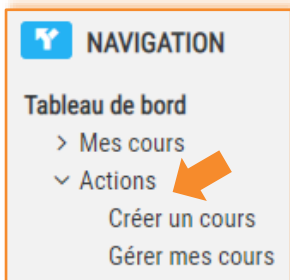 NAVIGATION
Tableau de bord
> Mes cours
Actions
Créer un cours
Gérer mes cours